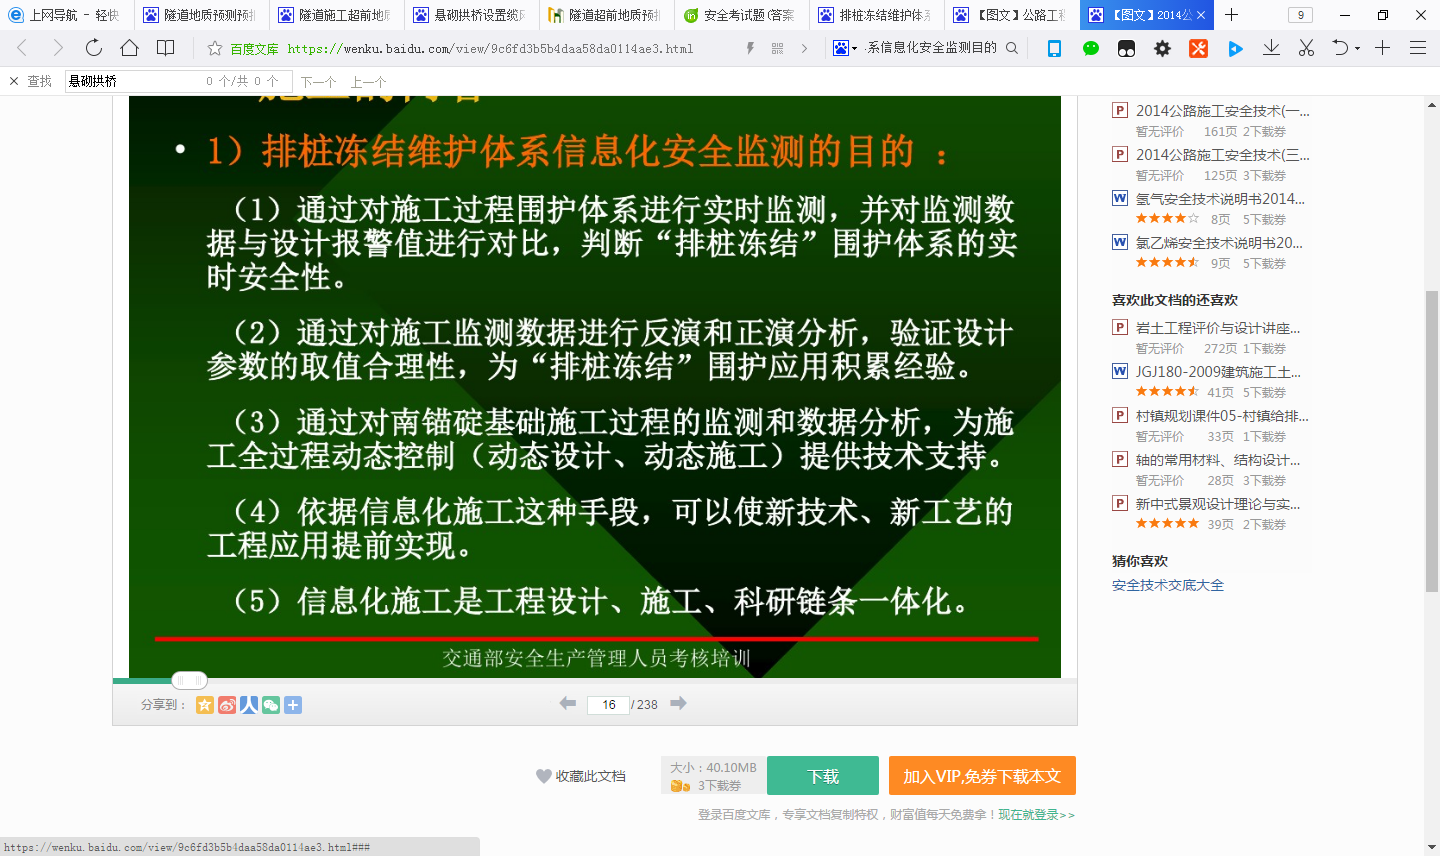 上网导航 - 轻快
隧道地质预测预报
隧道施工超前地质
悬砌拱桥设置缆风
隧道超前地质预报
安全考试题(答案
排桩冻结维护体系
【图文】公路工程
【图文】2014公
9
百度文库 https://wenku.baidu.com/view/9c6fd3b5b4daa58da0114ae3.html
系信息化安全监测目的
查找 悬砌拱桥 0 个/共 0 个 下一个 上一个
1）排桩冻结维护体系信息化安全监测的目的 ：
（1）通过对施工过程围护体系进行实时监测，并对监测数
据与设计报警值进行对比，判断“排桩冻结”围护体系的实
时安全性。
（2）通过对施工监测数据进行反演和正演分析，验证设计
参数的取值合理性，为“排桩冻结”围护应用积累经验。
（3）通过对南锚碇基础施工过程的监测和数据分析，为施
工全过程动态控制（动态设计、动态施工）提供技术支持。
（4）依据信息化施工这种手段，可以使新技术、新工艺的
工程应用提前实现。
（5）信息化施工是工程设计、施工、科研链条一体化。
交通部安全生产管理人员考核培训
分享到：
16 / 238
收藏此文档
大小：40.10MB
3下载券
下载
加入VIP,免券下载本文
登录百度文库，专享文档复制特权，财富值每天免费拿！现在就登录>>
2014公路施工安全技术(一...
暂无评价 161页 2下载券
2014公路施工安全技术(三...
暂无评价 125页 3下载券
氢气安全技术说明书2014...
8页 5下载券
氯乙烯安全技术说明书20...
9页 5下载券
喜欢此文档的还喜欢
岩土工程评价与设计讲座...
暂无评价 272页 1下载券
JGJ180-2009建筑施工土...
41页 5下载券
村镇规划课件05-村镇给排...
暂无评价 33页 1下载券
轴的常用材料、结构设计...
暂无评价 28页 3下载券
新中式景观设计理论与实...
39页 2下载券
猜你喜欢
安全技术交底大全
https://wenku.baidu.com/view/9c6fd3b5b4daa58da0114ae3.html###